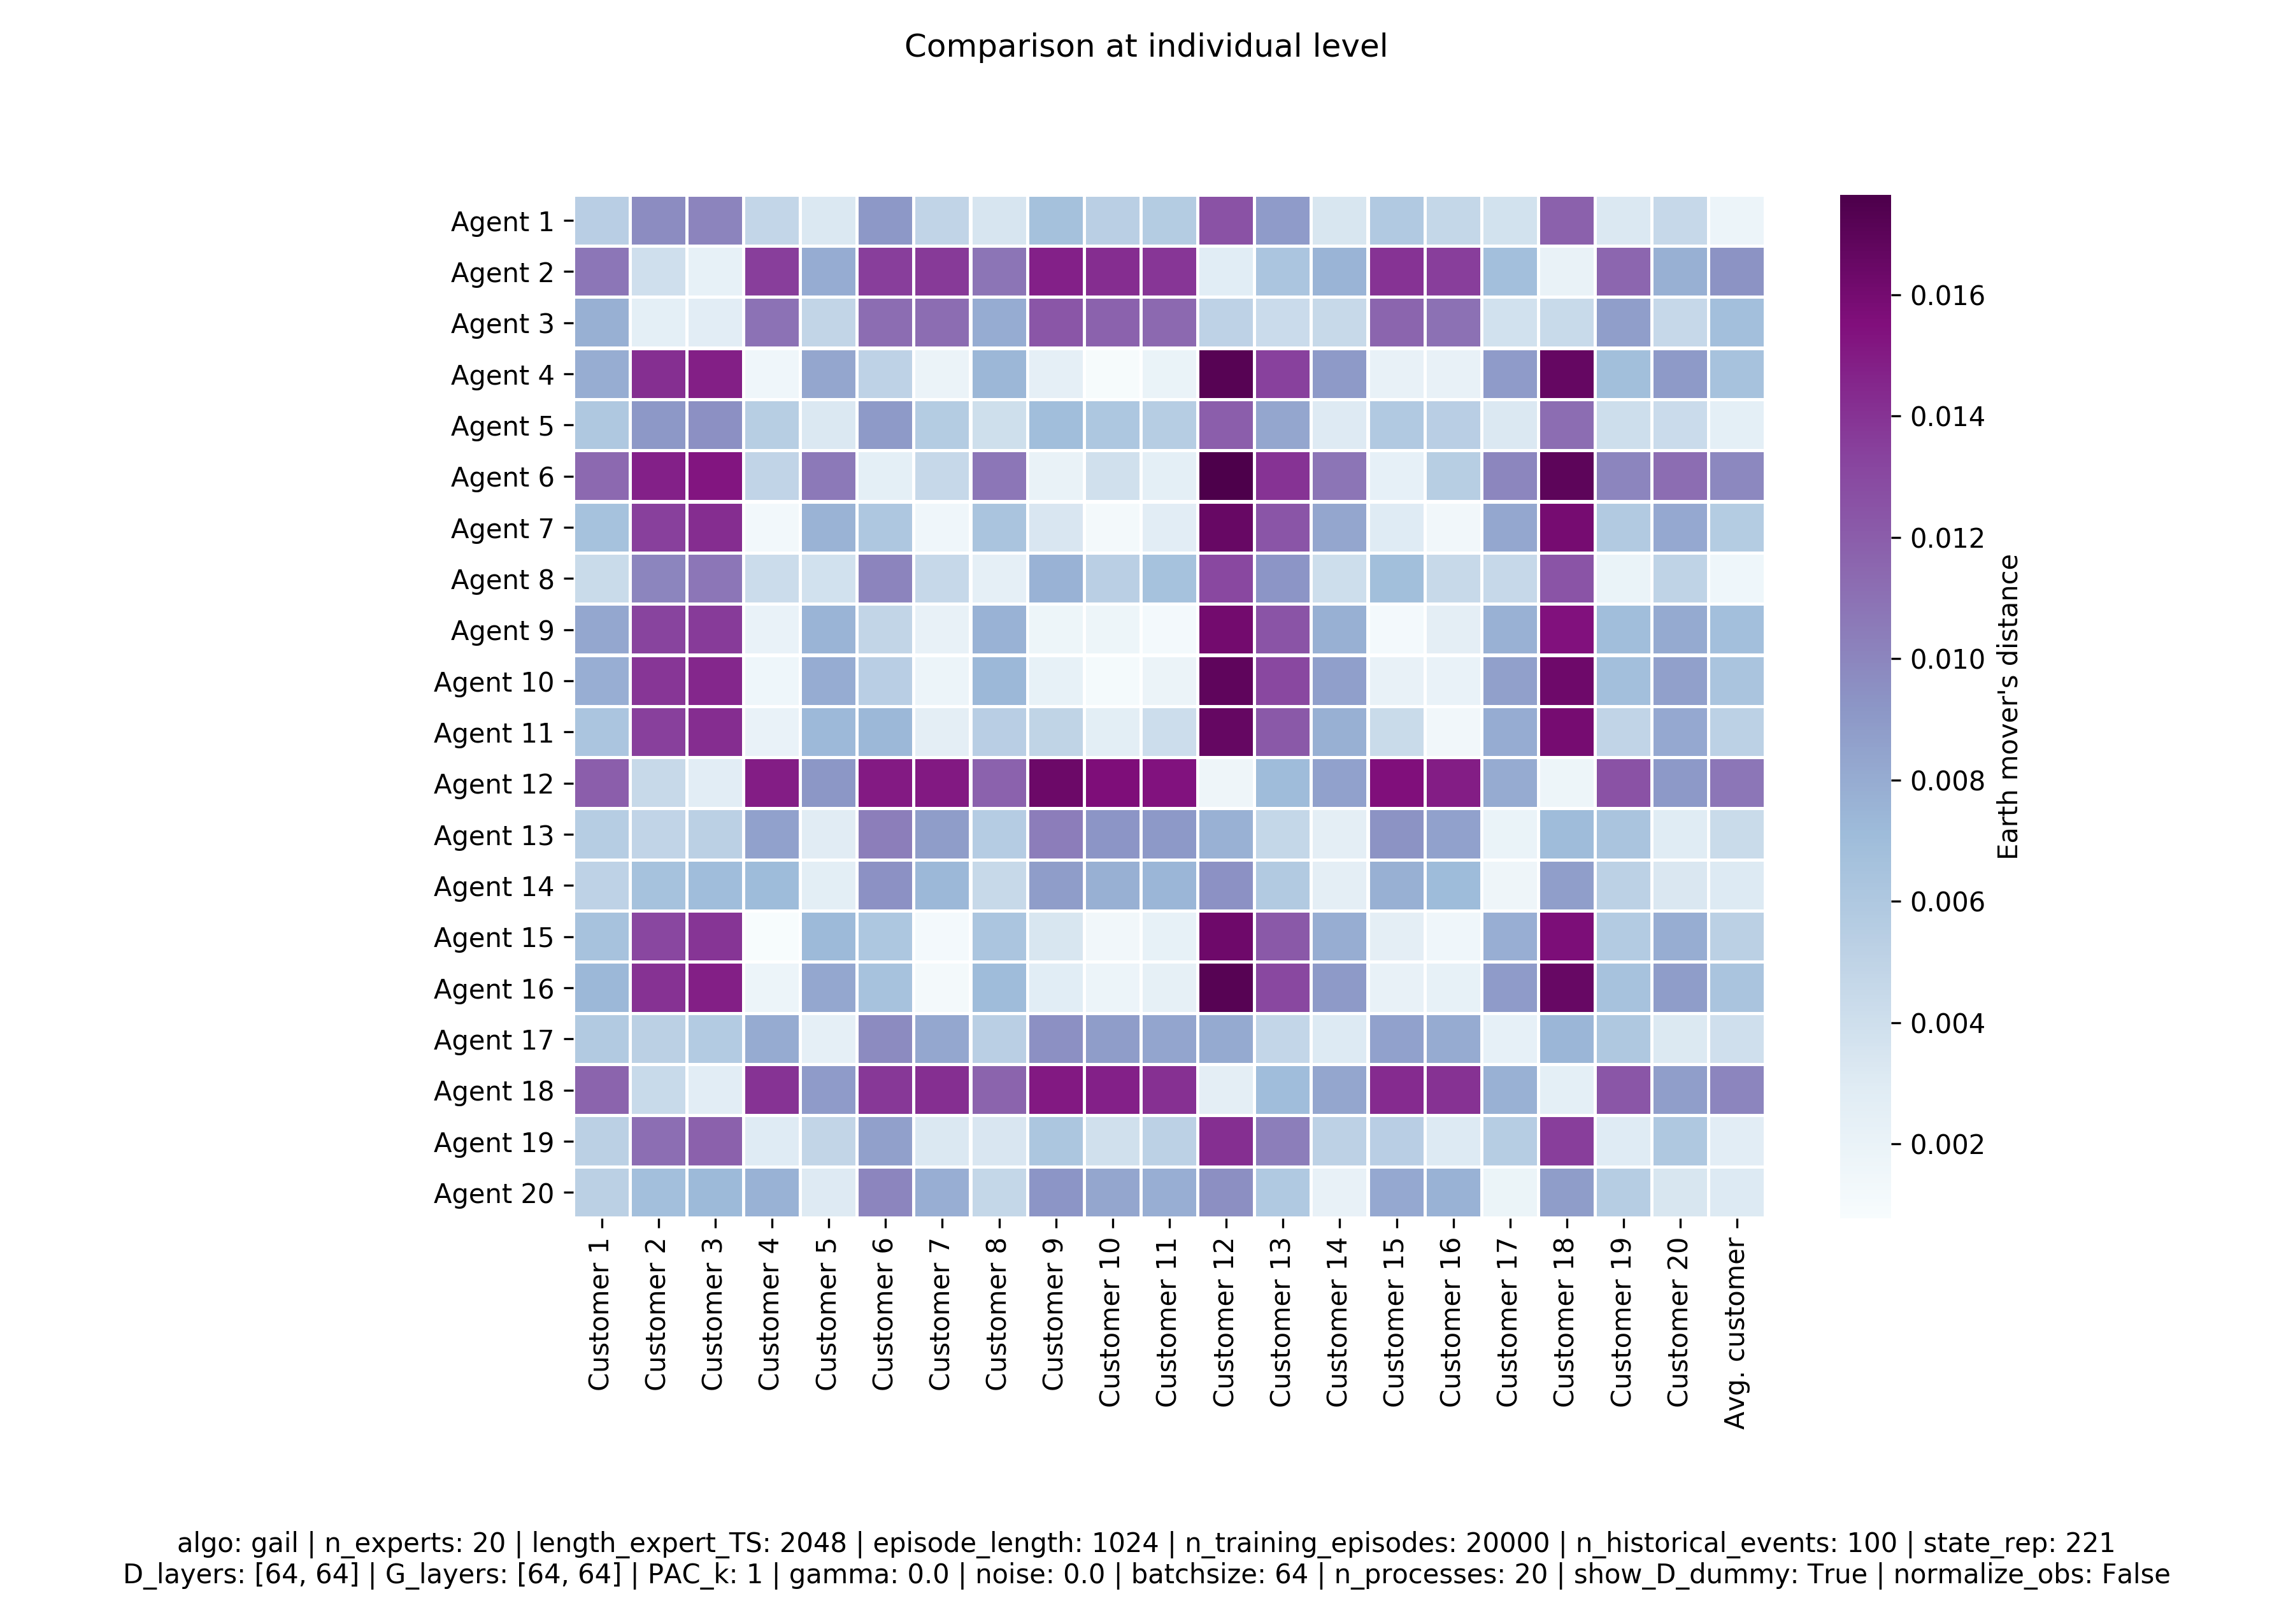 Comparison at individual level
Agent 1
Agent 2
Agent 3
Agent 4
Agent 5
Agent 6
Agent 7
Agent 8
Agent 9
Agent 10
Agent 11
Agent 12
Agent 13
Agent 14
Agent 15
Agent 16
Agent 17
Agent 18
Agent 19
Agent 20
Customer 1
Customer 2
Customer 3
Customer 4
Customer 5
Customer 6
Customer 7
Customer 8
Customer 9
Customer 10
Customer 11
Customer 12
Customer 13
Customer 14
Customer 15
Customer 16
Customer 17
Customer 18
Customer 19
Customer 20
Avg. customer
0.016
0.014
0.012
0.010
0.008
0.006
0.004
0.002
Earth mover's distance
algo: gail | n_experts: 20 | length_expert_TS: 2048 | episode_length: 1024 | n_training_episodes: 20000 | n_historical_events: 100 | state_rep: 221
D_layers: [64, 64] | G_layers: [64, 64] | PAC_k: 1 | gamma: 0.0 | noise: 0.0 | batchsize: 64 | n_processes: 20 | show_D_dummy: True | normalize_obs: False